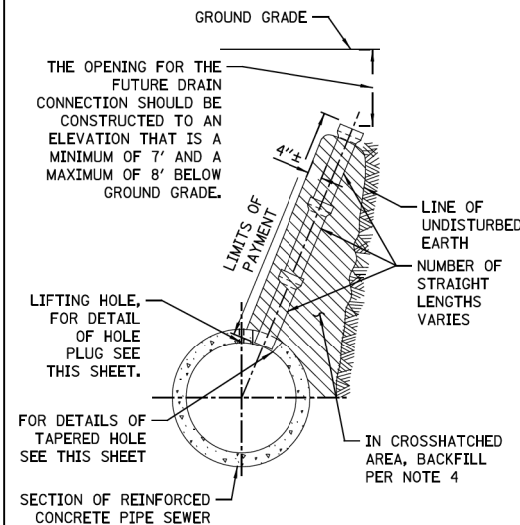 GROUND GRADE
THE OPENING FOR THE
FUTURE DRAIN
CONNECTION SHOULD BE
CONSTRUCTED TO AN
ELEVATION THAT IS A
MINIMUM OF 7' AND A
MAXIMUM OF 8' BELOW
GROUND GRADE.
4"±
LIMITS OF
PAYMENT
LINE OF
UNDISTURBED
EARTH
NUMBER OF
STRAIGHT
LENGTHS
VARIES
LIFTING HOLE,
FOR DETAIL
OF HOLE
PLUG SEE
THIS SHEET.
FOR DETAILS OF
TAPERED HOLE
SEE THIS SHEET
IN CROSSHATCHED
AREA, BACKFILL
PER NOTE 4
SECTION OF REINFORCED
CONCRETE PIPE SEWER